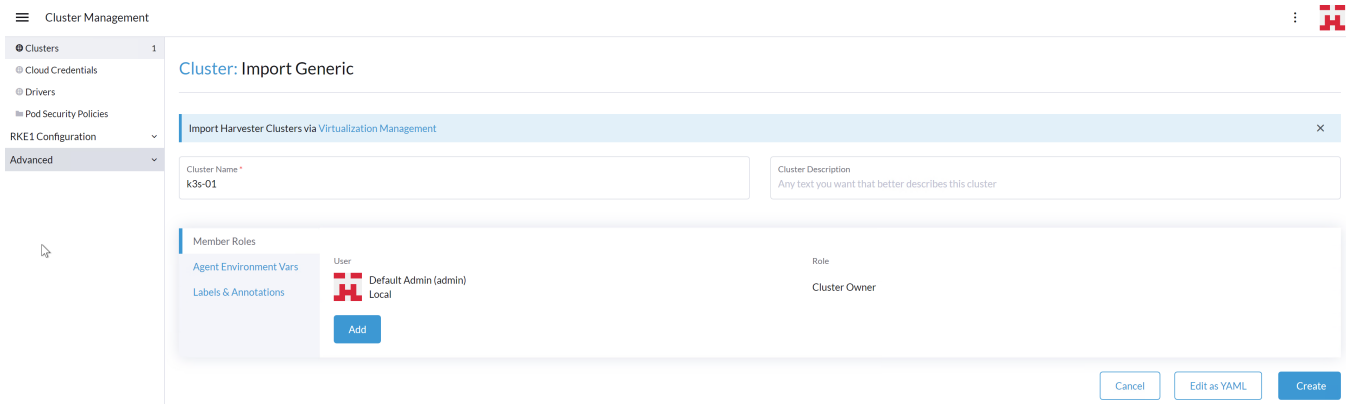 Cluster Management
Clusters 1
Cloud Credentials
Drivers
Pod Security Policies
RKE1 Configuration
Advanced
Cluster: Import Generic
Import Harvester Clusters via Virtualization Management
Cluster Name *
k3s-01
Cluster Description
Any text you want that better describes this cluster
Member Roles
Agent Environment Vars
Labels & Annotations
User
Role
Default Admin (admin)
Local
Cluster Owner
Add
Cancel
Edit as YAML
Create